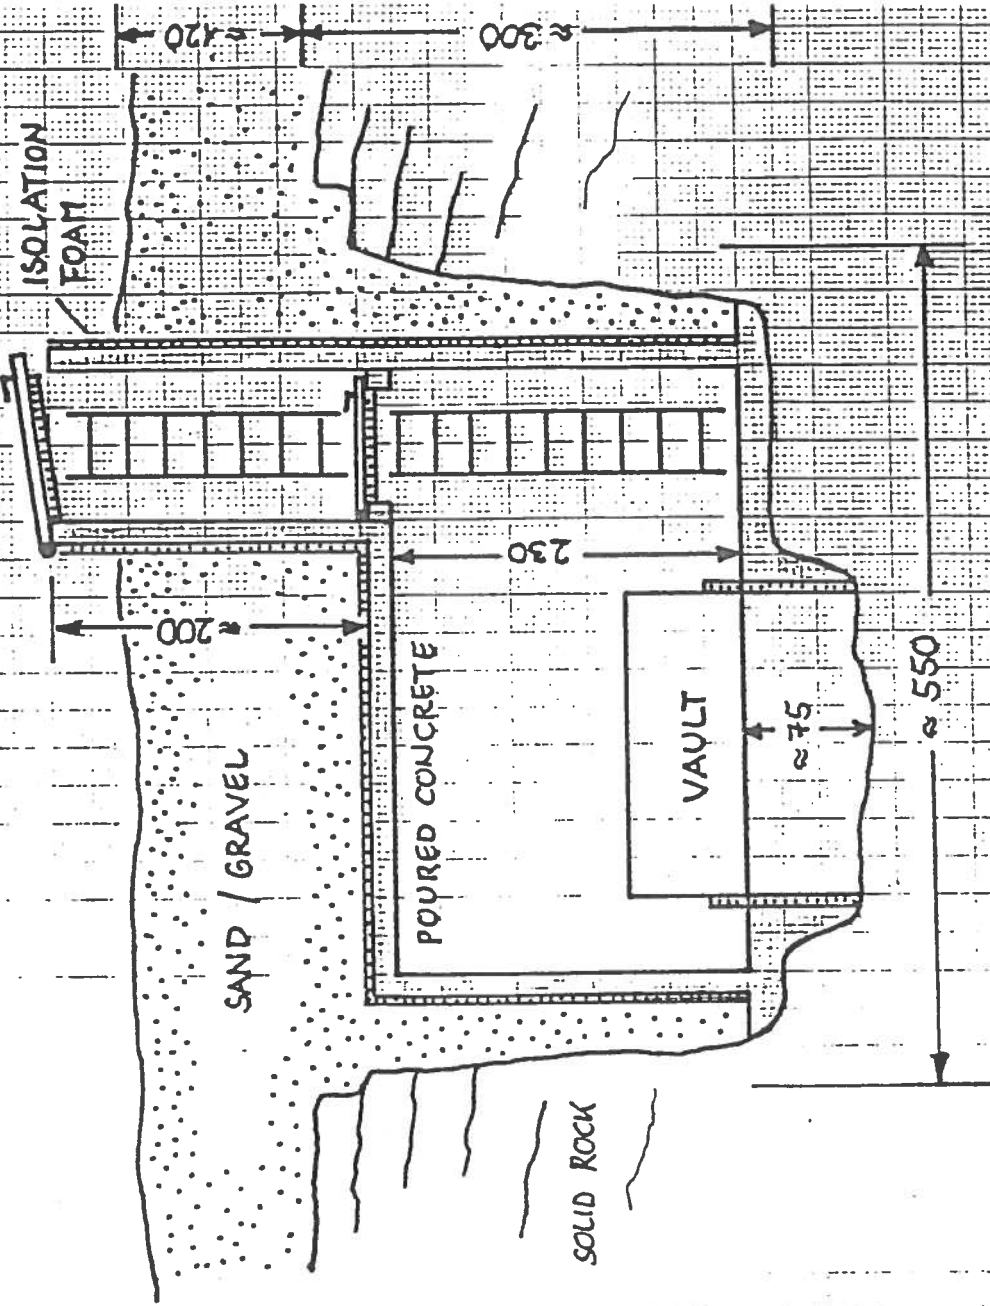 ≈ 120
≈ 300
ISOLATION
FOAM
≈ 200
230
SAND / GRAVEL
POURED CONCRETE
VAULT
≈ 75
≈ 550
SOLID ROCK